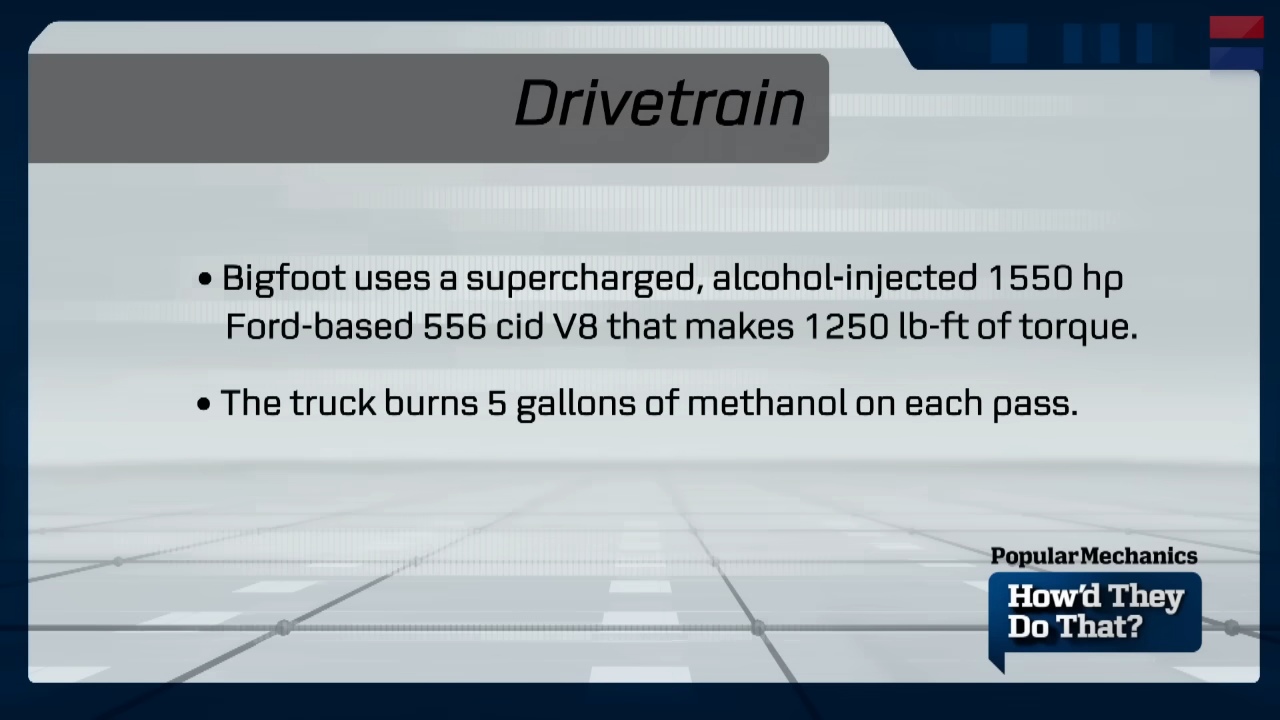 Drivetrain
• Bigfoot uses a supercharged, alcohol-injected 1550 hp
Ford-based 556 cid V8 that makes 1250 lb-ft of torque.
• The truck burns 5 gallons of methanol on each pass.
PopularMechanics
How'd They
Do That?